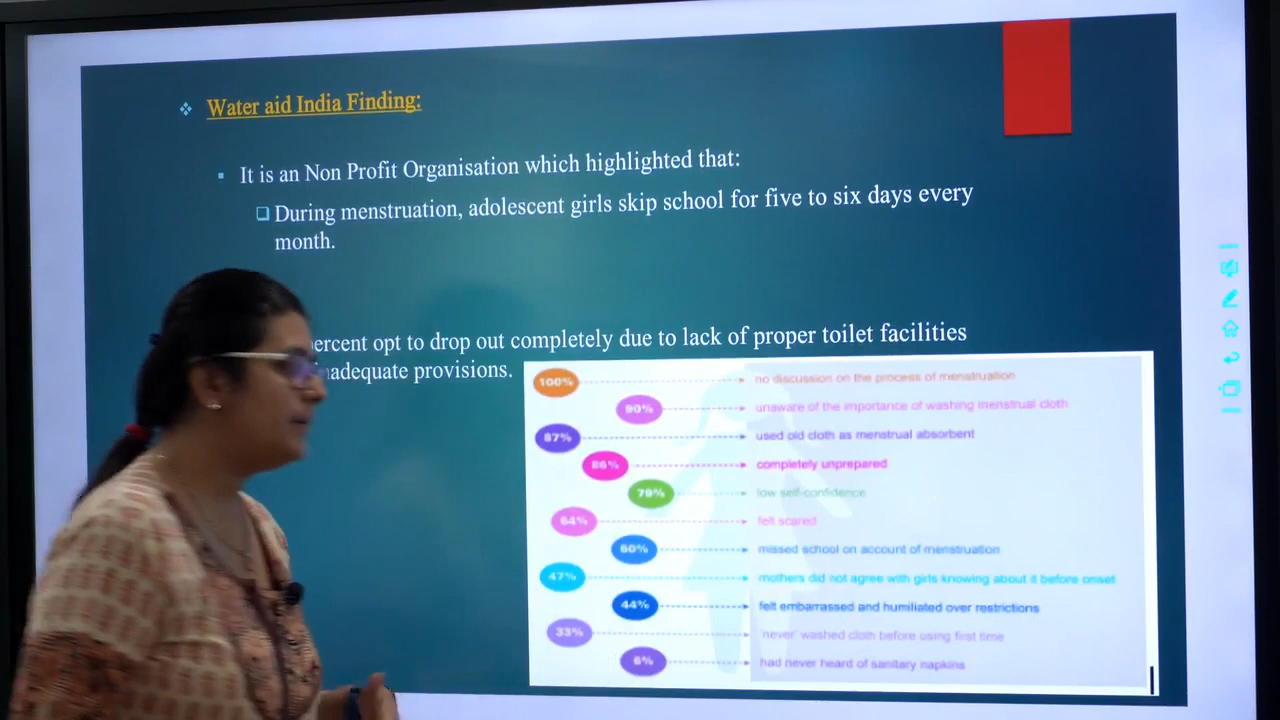 Water aid India Finding:
It is an Non Profit Organisation which highlighted that:
During menstruation, adolescent girls skip school for five to six days every
month.
opt to drop out completely due to lack of proper toilet facilities
provisions.
100% no discussion on the process of menstruation
90% unaware of the importance of washing menstrual cloth
87% used old cloth as menstrual absorbent
86% completely unprepared
79% low self-confidence
64% felt scared
60% missed school on account of menstruation
47% mothers did not agree with girls knowing about it before onset
44% felt embarrassed and humiliated over restrictions
33% never washed cloth before using first time
6% had never heard of sanitary napkins